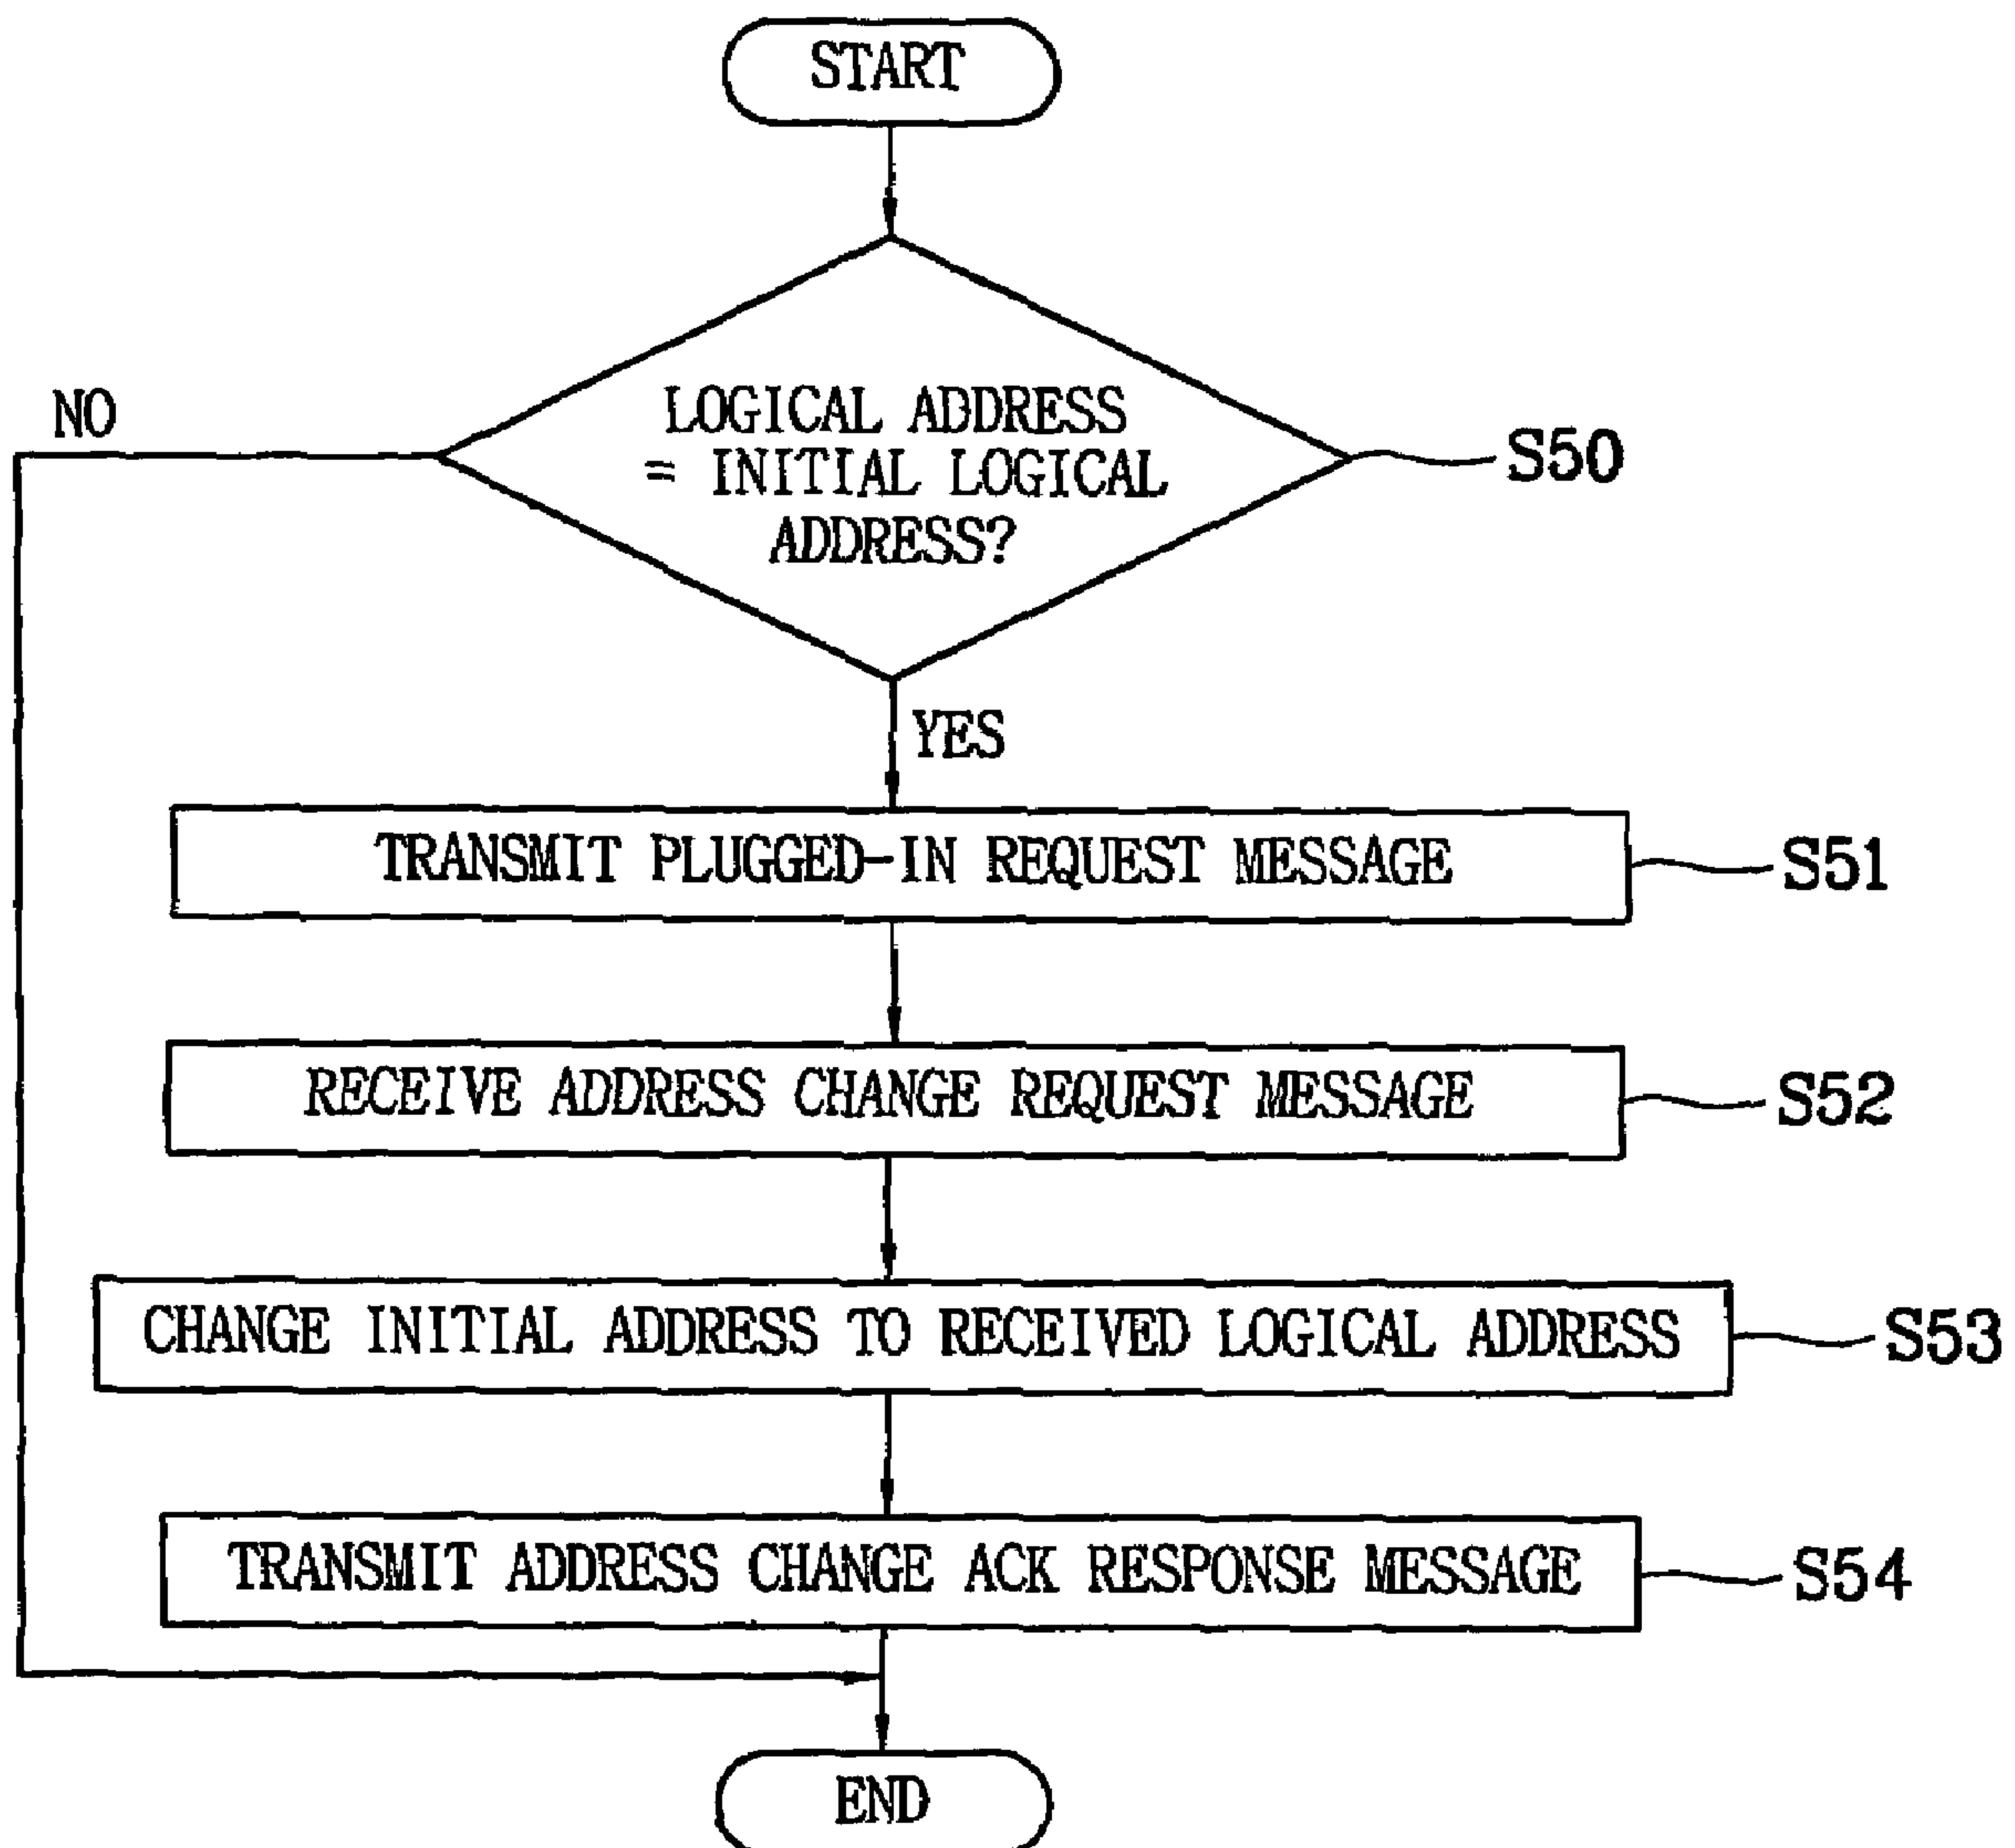 START
NO
LOGICAL ADDRESS
= INITIAL LOGICAL
ADDRESS?
S50
YES
TRANSMIT PLUGGED-IN REQUEST MESSAGE
S51
RECEIVE ADDRESS CHANGE REQUEST MESSAGE
S52
CHANGE INITIAL ADDRESS TO RECEIVED LOGICAL ADDRESS
S53
TRANSMIT ADDRESS CHANGE ACK RESPONSE MESSAGE
S54
END